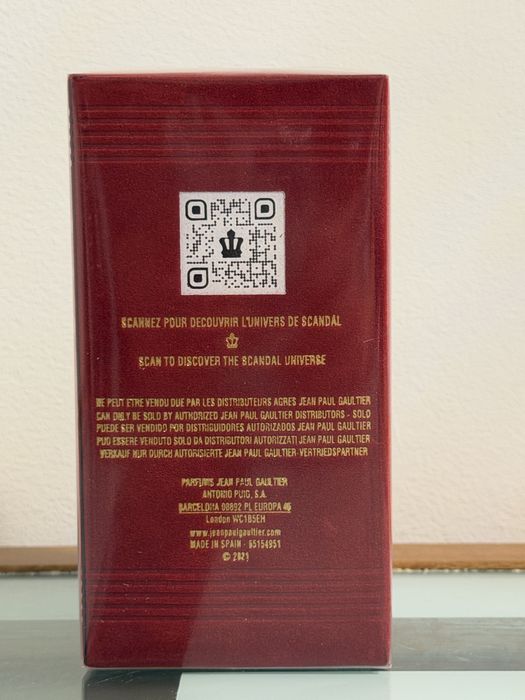 SCANNEZ POUR DECOUVRIR L'UNIVERS DE SCANDAL
SCAN TO DISCOVER THE SCANDAL UNIVERSE
NE PEUT ETRE VENDU QUE PAR LES DISTRIBUTEURS AGREES JEAN PAUL GAULTIER
CAN ONLY BE SOLD BY AUTHORIZED JEAN PAUL GAULTIER DISTRIBUTORS - SOLO
PUEDE SER VENDIDO POR DISTRIBUIDORES AUTORIZADOS JEAN PAUL GAULTIER
PUO ESSERE VENDUTO SOLO DA DISTRIBUTORI AUTORIZZATI JEAN PAUL GAULTIER
VERKAUF NUR DURCH AUTORISIERTE JEAN PAUL GAULTIER-VERTRIEBSPARTNER
PARFUMS JEAN PAUL GAULTIER
ANTONIO PUIG, S.A.
BARCELONA 08902 PL EUROPA 46
London WC1B5EH
www.jeanpaulgaultier.com
MADE IN SPAIN - 65154951
© 2021